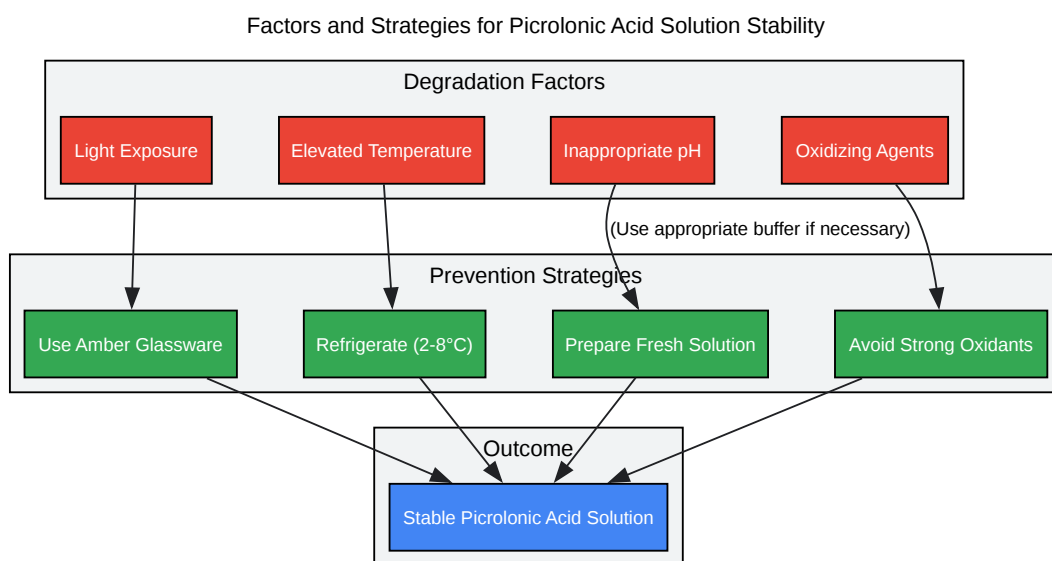 Factors and Strategies for Picrolonic Acid Solution Stability
Degradation Factors
Light Exposure
Elevated Temperature
Inappropriate pH
Oxidizing Agents
(Use appropriate buffer if necessary)
Prevention Strategies
Use Amber Glassware
Refrigerate (2-8°C)
Prepare Fresh Solution
Avoid Strong Oxidants
Outcome
Stable Picrolonic Acid Solution